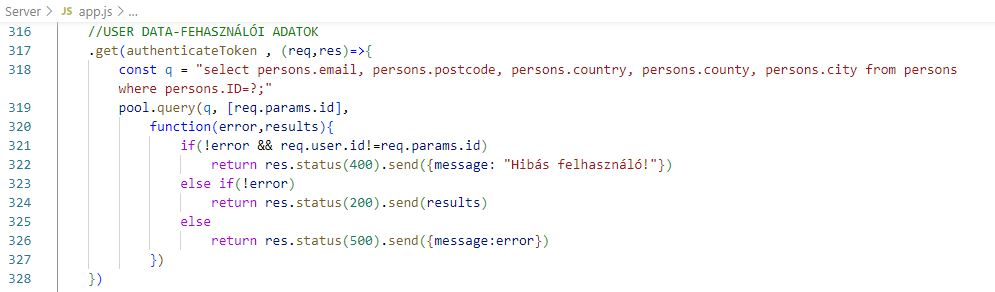 Server > JS app.js > ...
316 //USER DATA-FEHASZNÁLÓI ADATOK
317 .get(authenticateToken , (req,res)=>{
318 const q = "select persons.email, persons.postcode, persons.country, persons.county, persons.city from persons
where persons.ID=?;"
319 pool.query(q, [req.params.id],
320 function(error,results){
321 if(!error && req.user.id!=req.params.id)
322 return res.status(400).send({message: "Hibás felhasználó!"})
323 else if(!error)
324 return res.status(200).send(results)
325 else
326 return res.status(500).send({message:error})
327 })
328 })